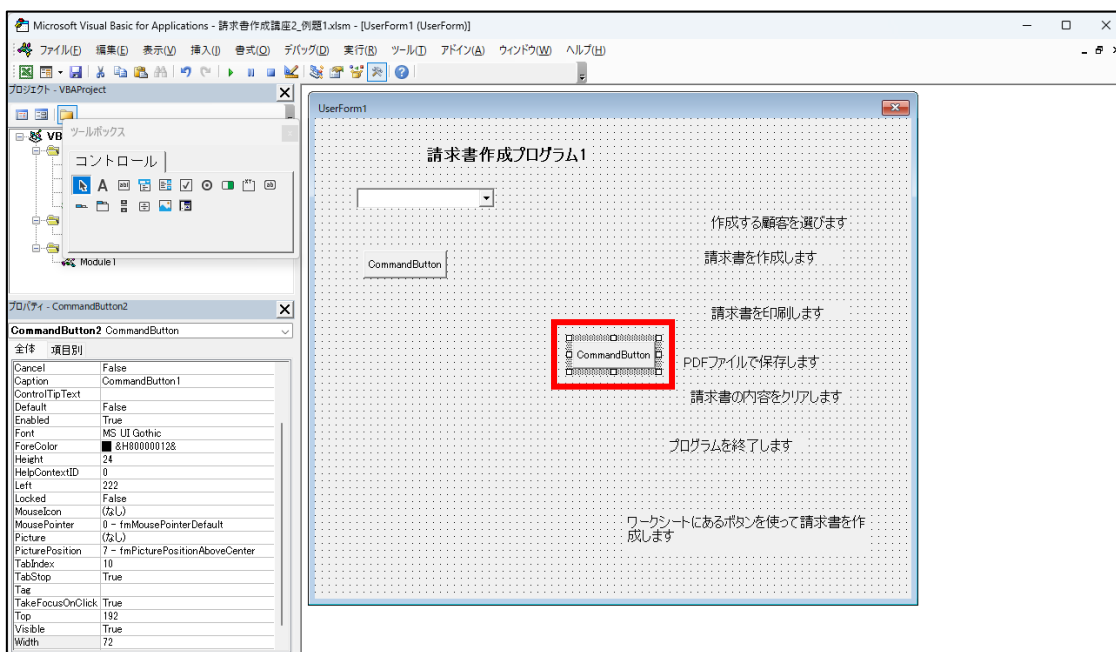 Microsoft Visual Basic for Applications - 請求書作成講座2_例題1.xlsm - [UserForm1 (UserForm)]
ファイル(F) 編集(E) 表示(V) 挿入(I) 書式(O) デバッグ(D) 実行(R) ツール(T) アドイン(A) ウィンドウ(W) ヘルプ(H)
プロジェクト - VBAProject
VB
ツールボックス
コントロール
Module1
プロパティ - CommandButton2
CommandButton2 CommandButton
全体 項目別
Cancel False
Caption CommandButton1
ControlTipText
Default False
Enabled True
Font MS UI Gothic
ForeColor &H80000012&
Height 24
HelpContextID 0
Left 222
Locked False
MouseIcon (なし)
MousePointer 0 - fmMousePointerDefault
Picture (なし)
PicturePosition 7 - fmPicturePositionAboveCenter
TabIndex 10
TabStop True
Tag
TakeFocusOnClick True
Top 192
Visible True
Width 72
UserForm1
請求書作成プログラム1
作成する顧客を選びます
請求書を作成します
CommandButton
請求書を印刷します
CommandButton
PDFファイルで保存します
請求書の内容をクリアします
プログラムを終了します
ワークシートにあるボタンを使って請求書を作
成します